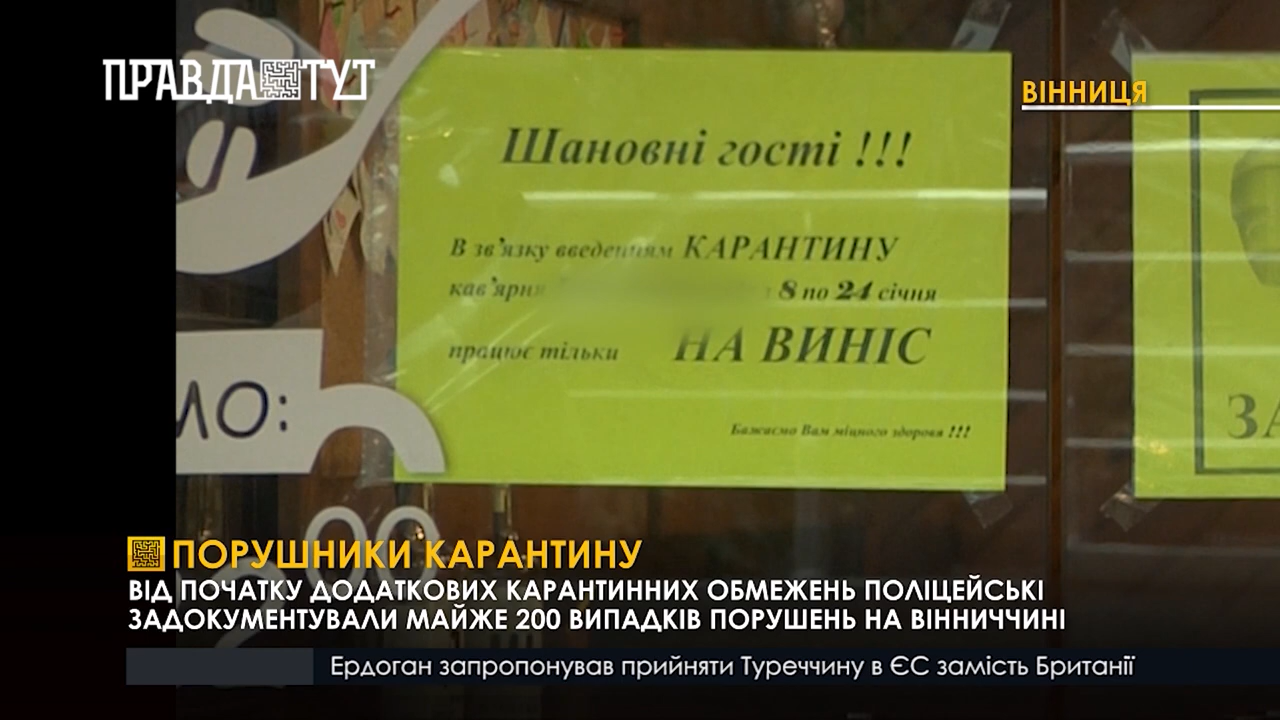 ПРАВДА ТУТ
ВІННИЦЯ
Шановні гості !!!
В зв'язку введенням КАРАНТИНУ
кав'ярня 8 по 24 січня
працює тільки НА ВИНІС
Бажаємо Вам міцного здоровя !!!
ЛО:
00
ЗА
ПОРУШНИКИ КАРАНТИНУ
ВІД ПОЧАТКУ ДОДАТКОВИХ КАРАНТИННИХ ОБМЕЖЕНЬ ПОЛІЦЕЙСЬКІ
ЗАДОКУМЕНТУВАЛИ МАЙЖЕ 200 ВИПАДКІВ ПОРУШЕНЬ НА ВІННИЧЧИНІ
Ердоган запропонував прийняти Туреччину в ЄС замість Британії